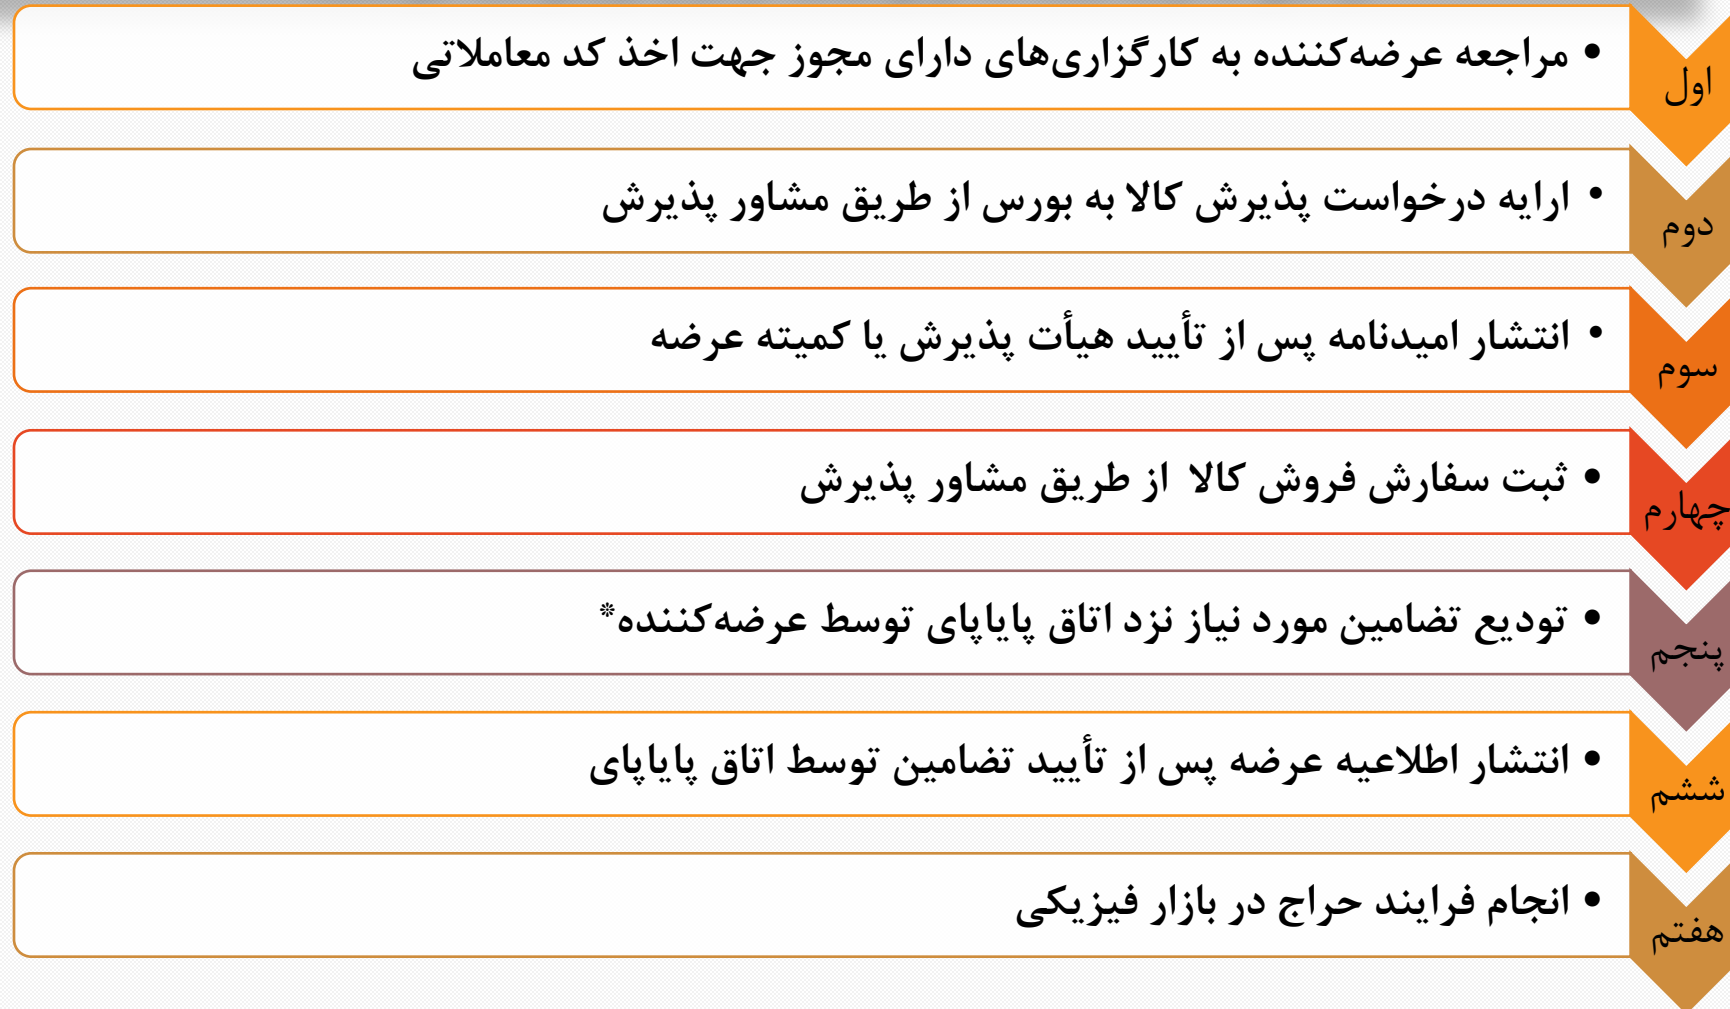 اول
• مراجعه عرضه‌کننده به کارگزاری‌های دارای مجوز جهت اخذ کد معاملاتی
دوم
• ارایه درخواست پذیرش کالا به بورس از طریق مشاور پذیرش
سوم
• انتشار امیدنامه پس از تأیید هیأت پذیرش یا کمیته عرضه
چهارم
• ثبت سفارش فروش کالا از طریق مشاور پذیرش
پنجم
• تودیع تضامین مورد نیاز نزد اتاق پایاپای توسط عرضه‌کننده*
ششم
• انتشار اطلاعیه عرضه پس از تأیید تضامین توسط اتاق پایاپای
هفتم
• انجام فرایند حراج در بازار فیزیکی